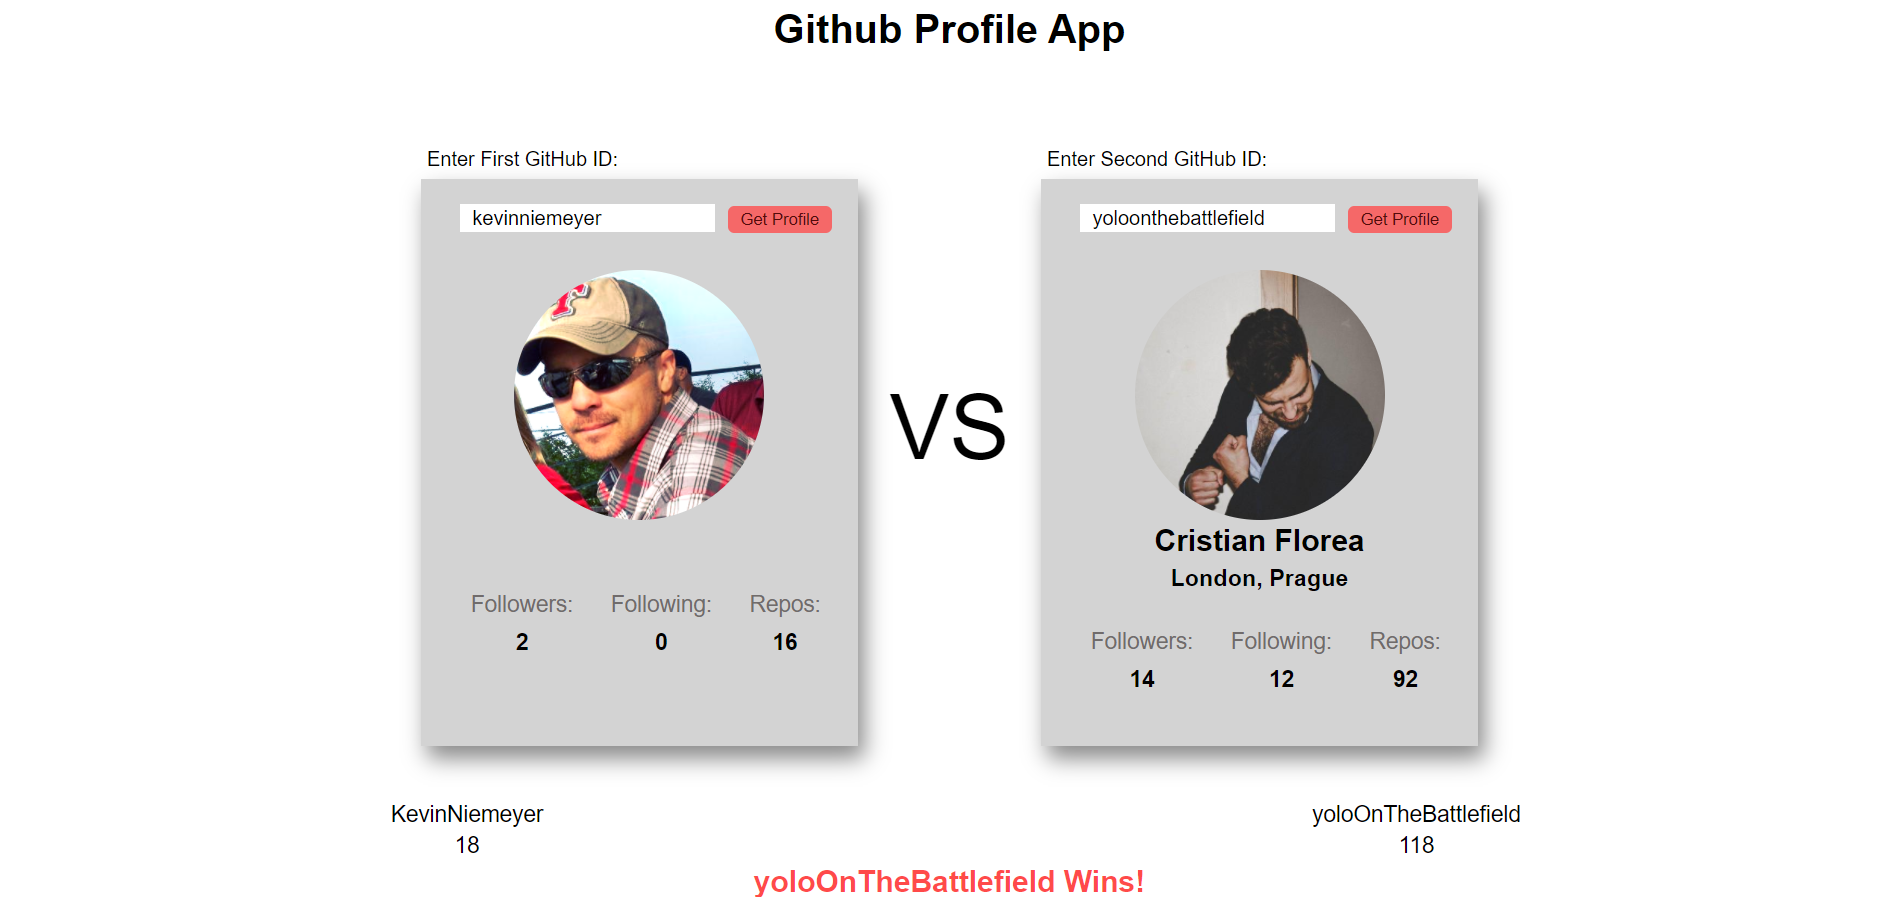 Github Profile App
Enter First GitHub ID:
kevinniemeyer
Get Profile
Followers: Following: Repos:
2 0 16
VS
Enter Second GitHub ID:
yoloonthebattlefield
Get Profile
Cristian Florea
London, Prague
Followers: Following: Repos:
14 12 92
KevinNiemeyer
18
yoloOnTheBattlefield
118
yoloOnTheBattlefield Wins!